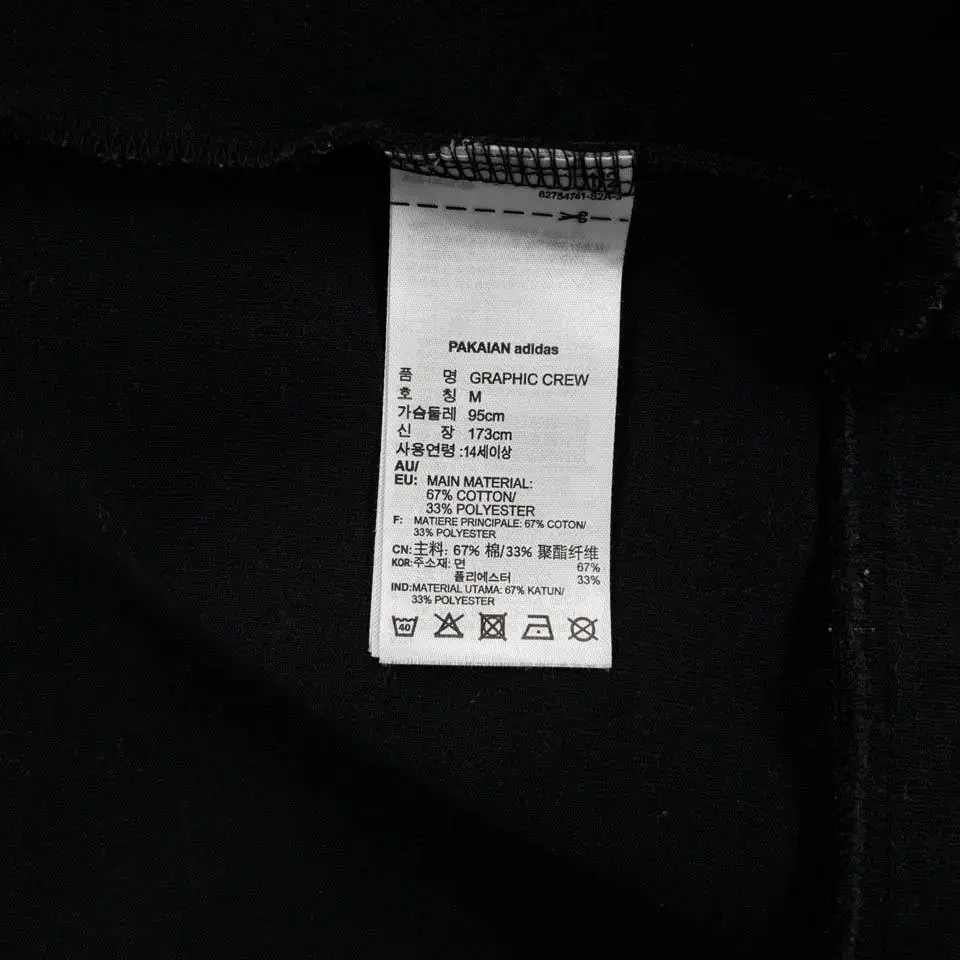 62754741-S2A-3
PAKAIAN adidas
품 명 GRAPHIC CREW
호 칭 M
가슴둘레 95cm
신 장 173cm
사용연령 :14세이상
AU/
EU: MAIN MATERIAL:
67% COTTON/
33% POLYESTER
F: MATIERE PRINCIPALE: 67% COTON/
33% POLYESTER
CN:主料: 67% 棉/33% 聚酯纤维
KOR:주소재: 면 67%
폴리에스터 33%
IND:MATERIAL UTAMA: 67% KATUN/
33% POLYESTER
40